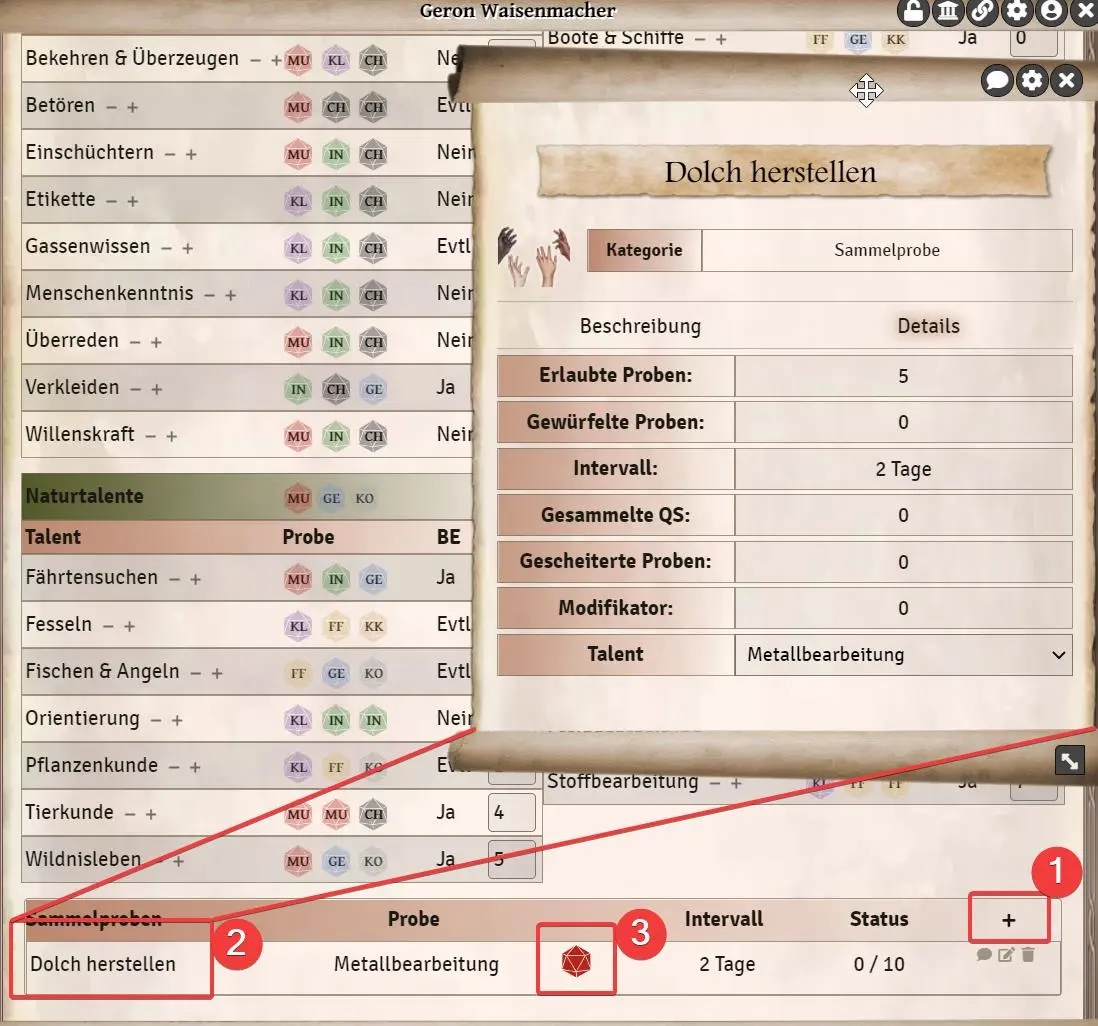 Geron Waisenmacher
Bekehren & Überzeugen − + MU KL CH Ne
Betören − + MU CH CH Evtl
Einschüchtern − + MU IN CH Nein
Etikette − + KL IN CH Nein
Gassenwissen − + KL IN CH Evtl
Menschenkenntnis − + KL IN CH Nein
Überreden − + MU IN CH Nein
Verkleiden − + IN CH GE Ja
Willenskraft − + MU IN CH Nein
Naturtalente MU GE KO
Talent Probe BE
Fährtensuchen − + MU IN GE Ja
Fesseln − + KL FF KK Evtl
Fischen & Angeln − + FF GE KO Evtl
Orientierung − + KL IN IN Nein
Pflanzenkunde − + KL FF KO Ev
Tierkunde − + MU MU CH Ja 4
Wildnisleben − + MU GE KO Ja 5
Boote & Schiffe − + FF GE KK Ja 0
Dolch herstellen
Kategorie Sammelprobe
Beschreibung Details
Erlaubte Proben: 5
Gewürfelte Proben: 0
Intervall: 2 Tage
Gesammelte QS: 0
Gescheiterte Proben: 0
Modifikator: 0
Talent Metallbearbeitung
Stoffbearbeitung − + KL FF FF Ja
Sammelproben Probe Intervall Status +
Dolch herstellen Metallbearbeitung 2 Tage 0 / 10
1
2
3